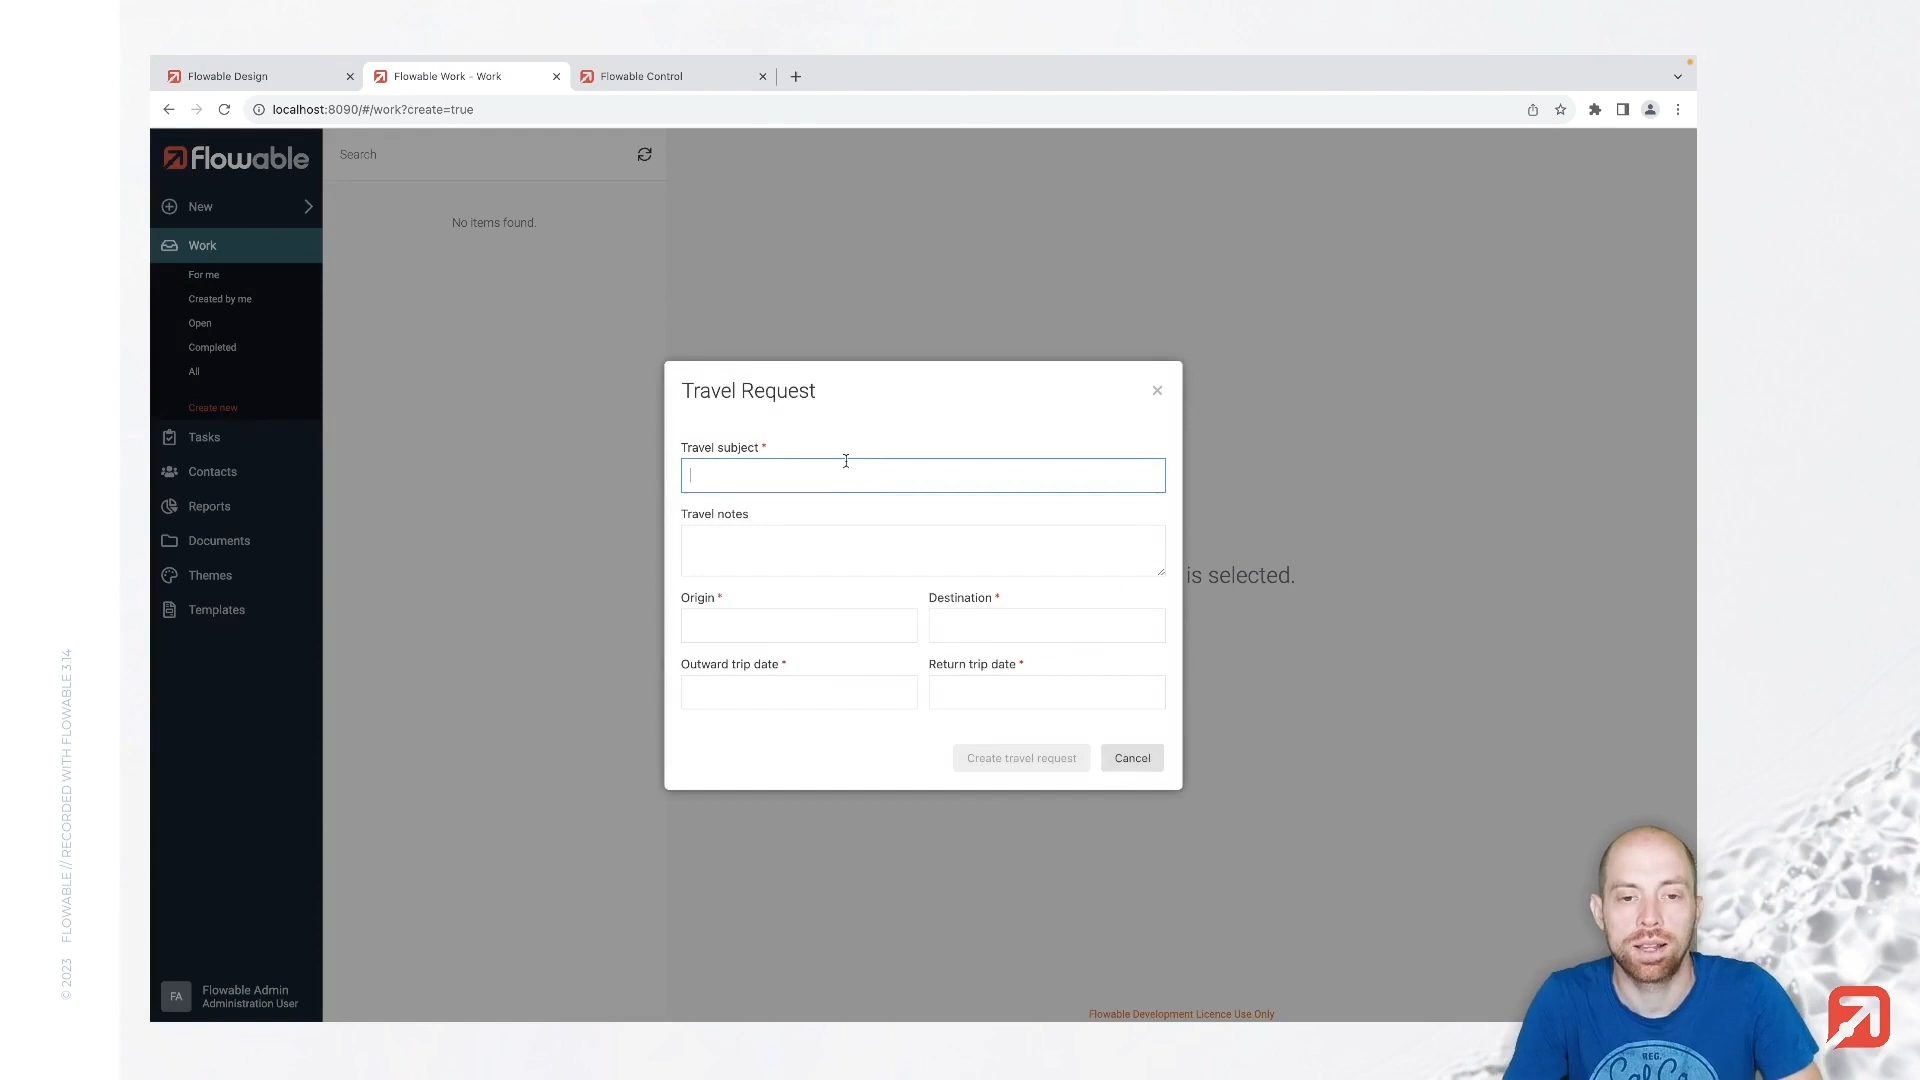 Flowable Design
Flowable Work - Work
Flowable Control
localhost:8090/#/work?create=true
Flowable
Search
New
No items found.
Work
For me
Created by me
Open
Completed
All
Create new
Tasks
Contacts
Reports
Documents
Themes
Templates
Travel Request
Travel subject *
Travel notes
is selected.
Origin *
Destination *
Outward trip date *
Return trip date *
Create travel request
Cancel
FA
Flowable Admin
Administration User
Flowable Development Licence Use Only
© 2023 FLOWABLE // RECORDED WITH FLOWABLE 3.14
REG.
Cal Ca